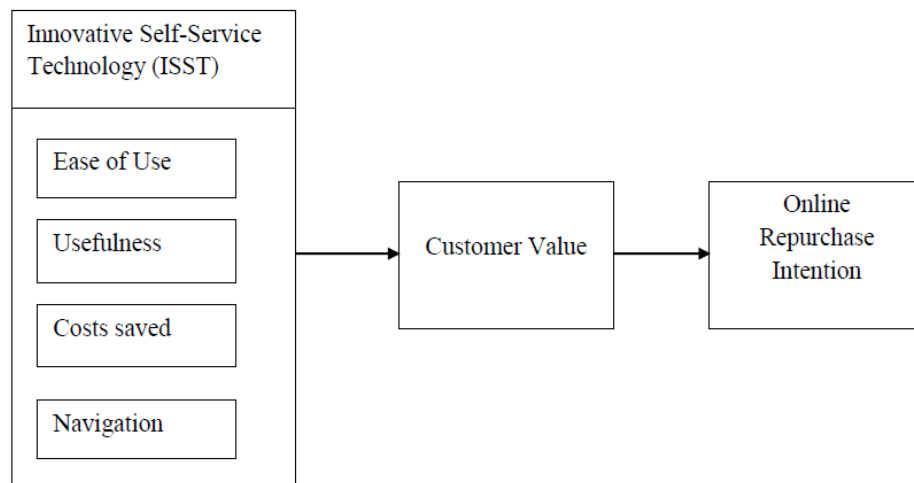 Innovative Self-Service
Technology (ISST)
Ease of Use
Usefulness
Costs saved
Navigation
Customer Value
Online
Repurchase
Intention